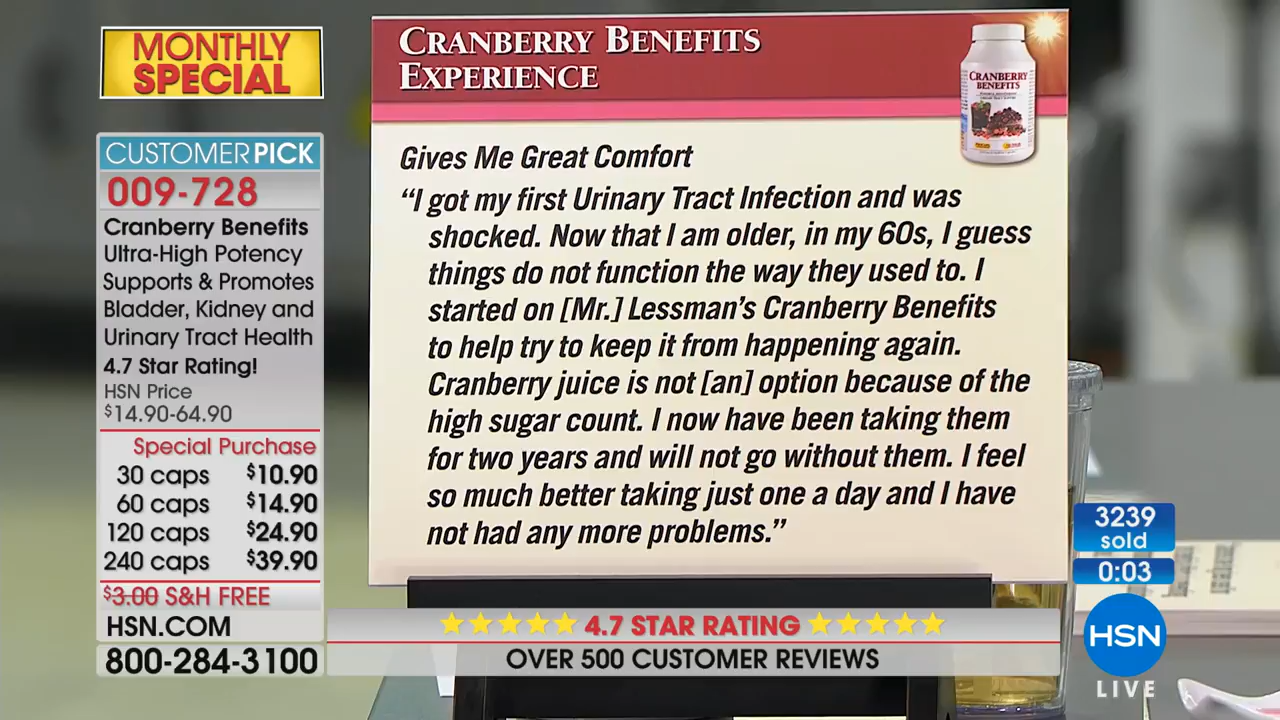 MONTHLY
SPECIAL
CUSTOMER PICK
009-728
Cranberry Benefits
Ultra-High Potency
Supports & Promotes
Bladder, Kidney and
Urinary Tract Health
4.7 Star Rating!
HSN Price
$14.90-64.90
Special Purchase
30 caps $10.90
60 caps $14.90
120 caps $24.90
240 caps $39.90
$3.00 S&H FREE
HSN.COM
800-284-3100
CRANBERRY BENEFITS
EXPERIENCE
CRANBERRY
BENEFITS
Gives Me Great Comfort
“I got my first Urinary Tract Infection and was
shocked. Now that I am older, in my 60s, I guess
things do not function the way they used to. I
started on [Mr.] Lessman’s Cranberry Benefits
to help try to keep it from happening again.
Cranberry juice is not [an] option because of the
high sugar count. I now have been taking them
for two years and will not go without them. I feel
so much better taking just one a day and I have
not had any more problems.”
4.7 STAR RATING
OVER 500 CUSTOMER REVIEWS
3239
sold
0:03
HSN
LIVE